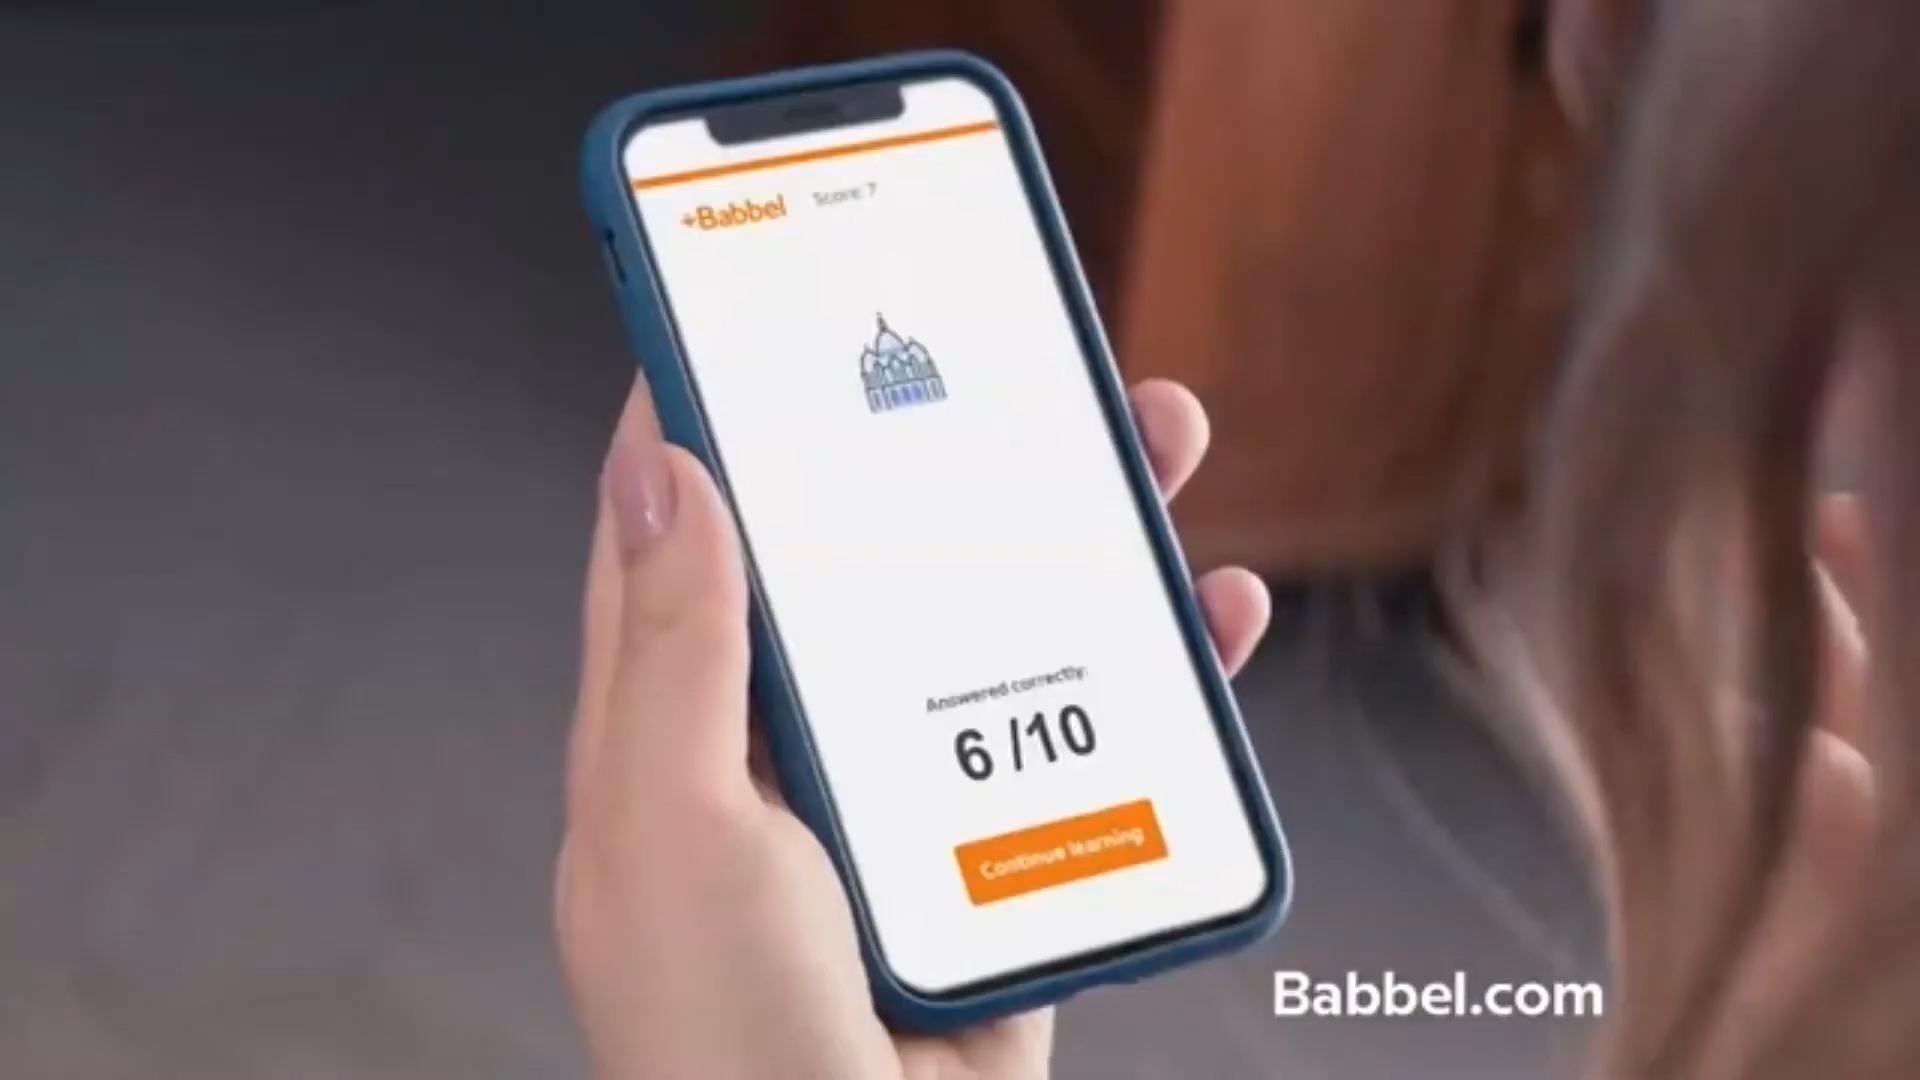 +Babbel Score: 7
Answered correctly:
6 /10
Continue learning
Babbel.com